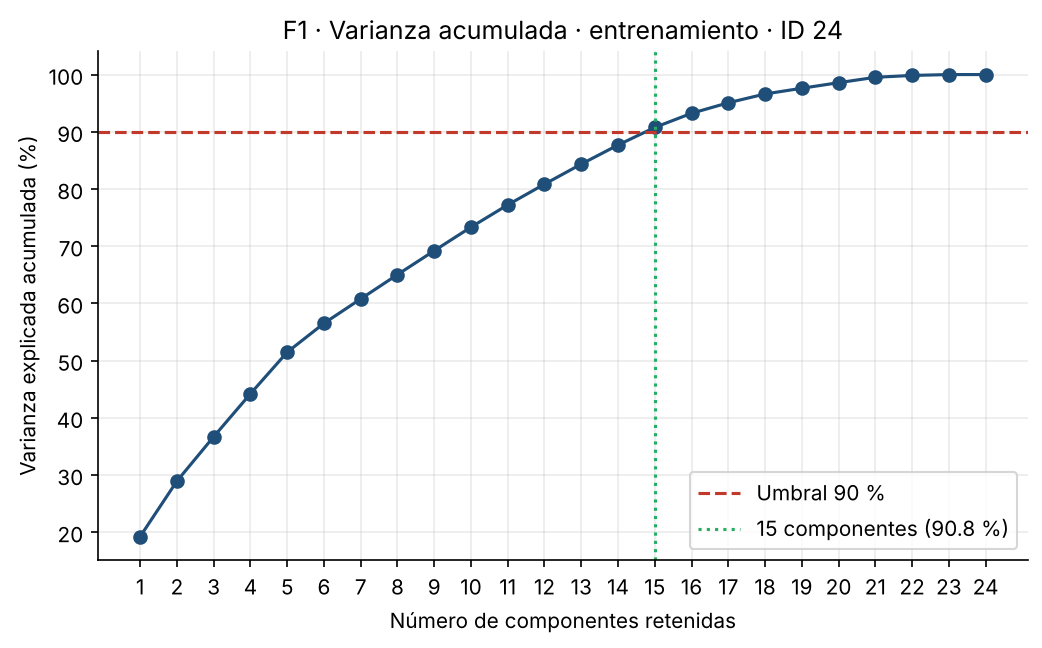 F1 · Varianza acumulada · entrenamiento · ID 24
Varianza explicada acumulada (%)
100
90
80
70
60
50
40
30
20
Umbral 90 %
15 componentes (90.8 %)
1 2 3 4 5 6 7 8 9 10 11 12 13 14 15 16 17 18 19 20 21 22 23 24
Número de componentes retenidas